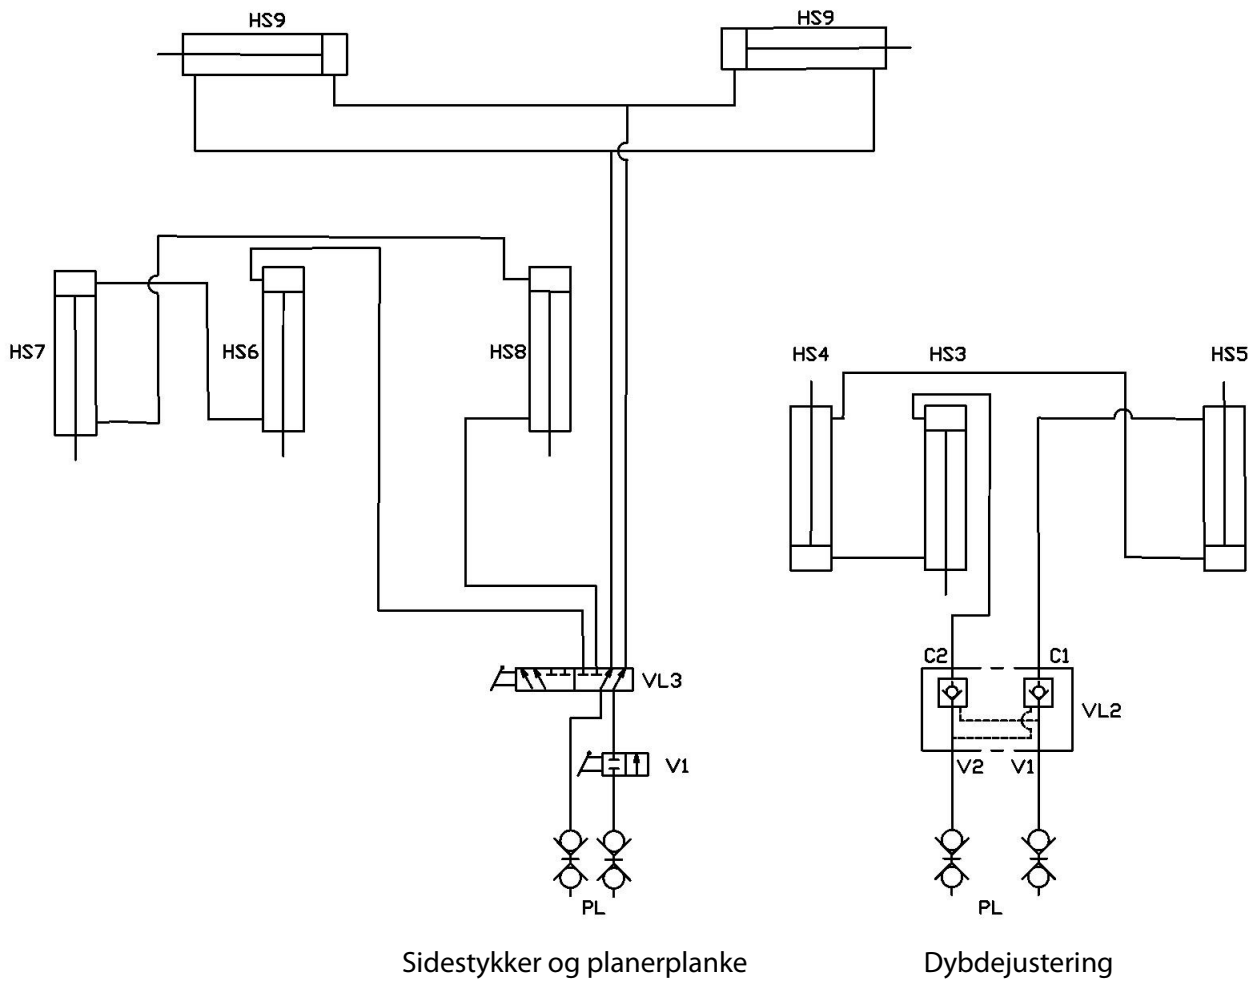 HS9
HS9
HS7
HS6
HS8
HS4
HS3
HS5
C2
C1
VL3
VL2
V1
V2
V1
PL
PL
Sidestykker og planerplanke
Dybdejustering